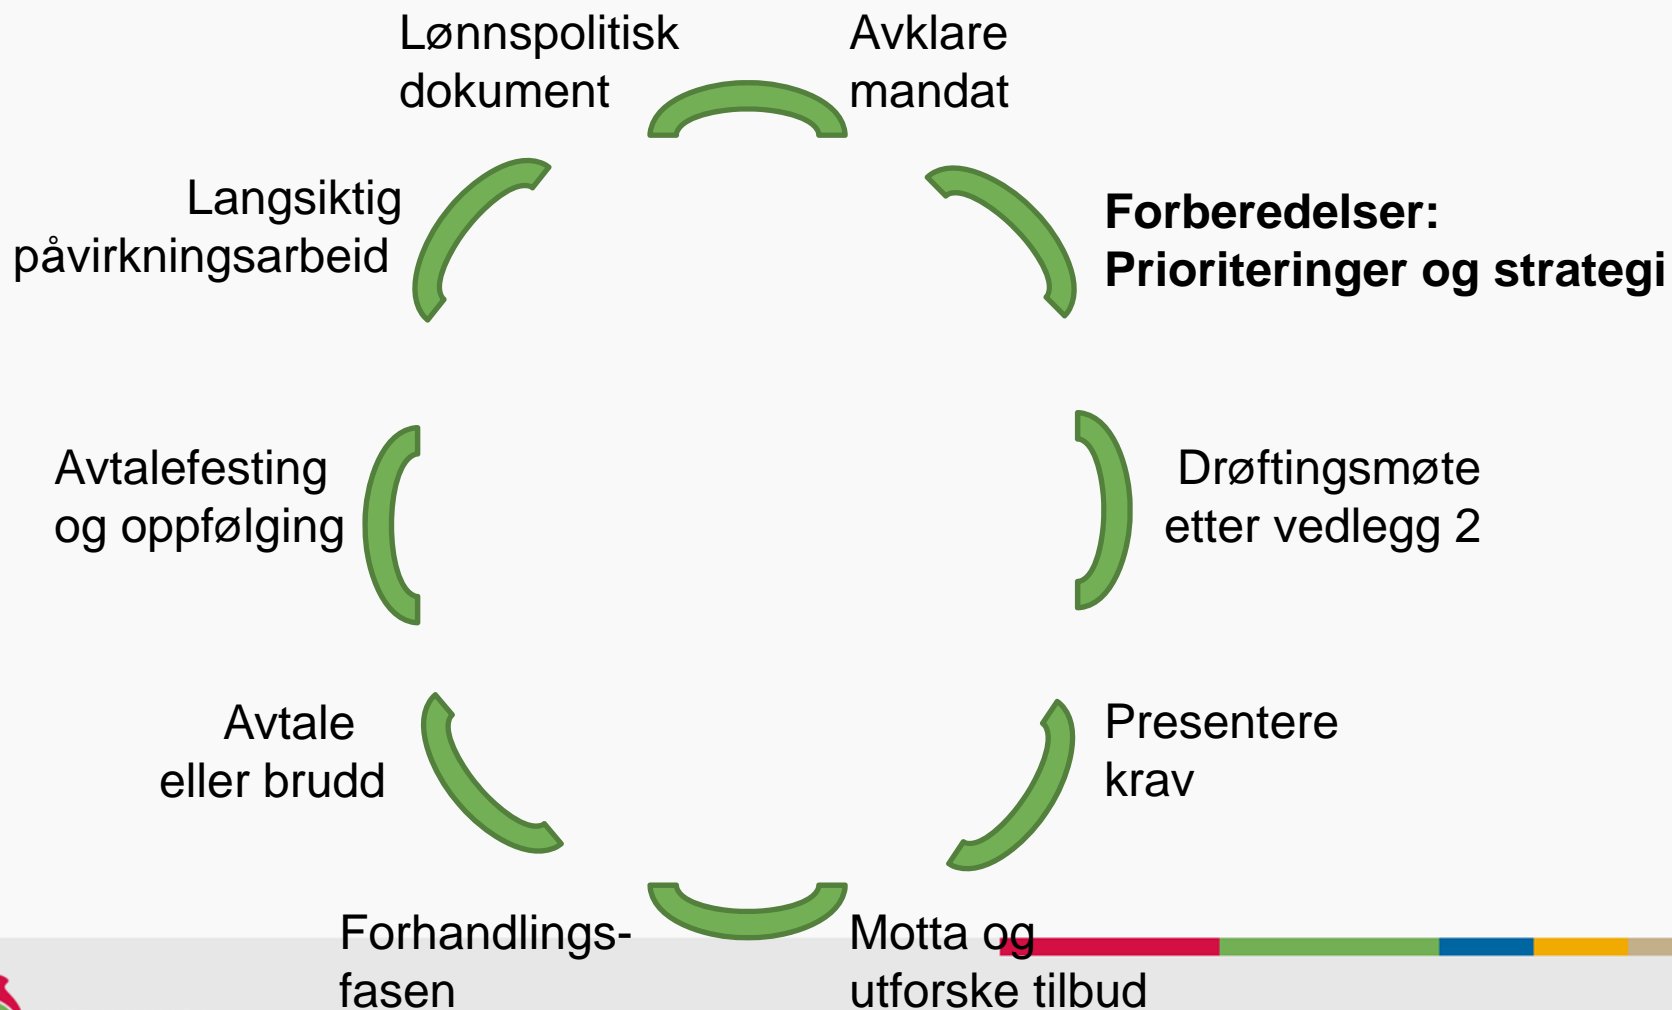 Lønnspolitisk
dokument
Avklare
mandat
Forberedelser:
Prioriteringer og strategi
Drøftingsmøte
etter vedlegg 2
Presentere
krav
Motta og
utforske tilbud
Forhandlings-
fasen
Avtale
eller brudd
Avtalefesting
og oppfølging
Langsiktig
påvirkningsarbeid